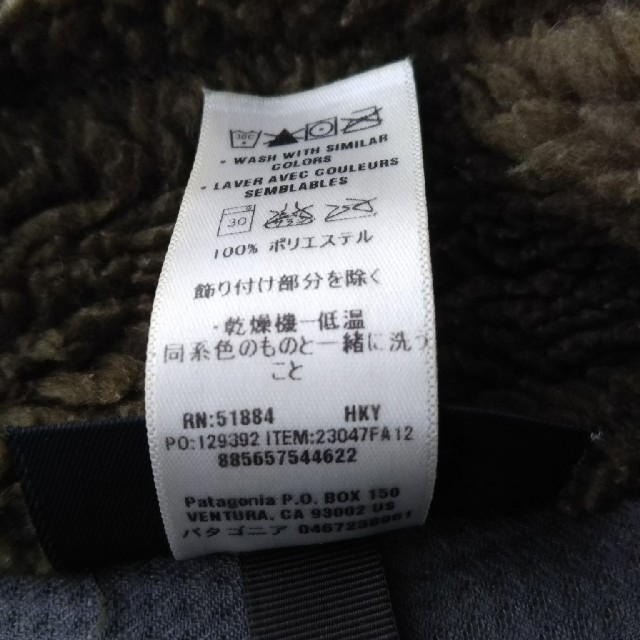 30C
- WASH WITH SIMILAR
COLORS
- LAVER AVEC COULEURS
SEMBLABLES
30
100% ポリエステル
飾り付け部分を除く
・乾燥機－低温
同系色のものと一緒に洗う
こと
RN:51884 HKY
PO:129392 ITEM:23047FA12
885657544622
Patagonia P.O. BOX 150
VENTURA, CA 93002 US
パタゴニア